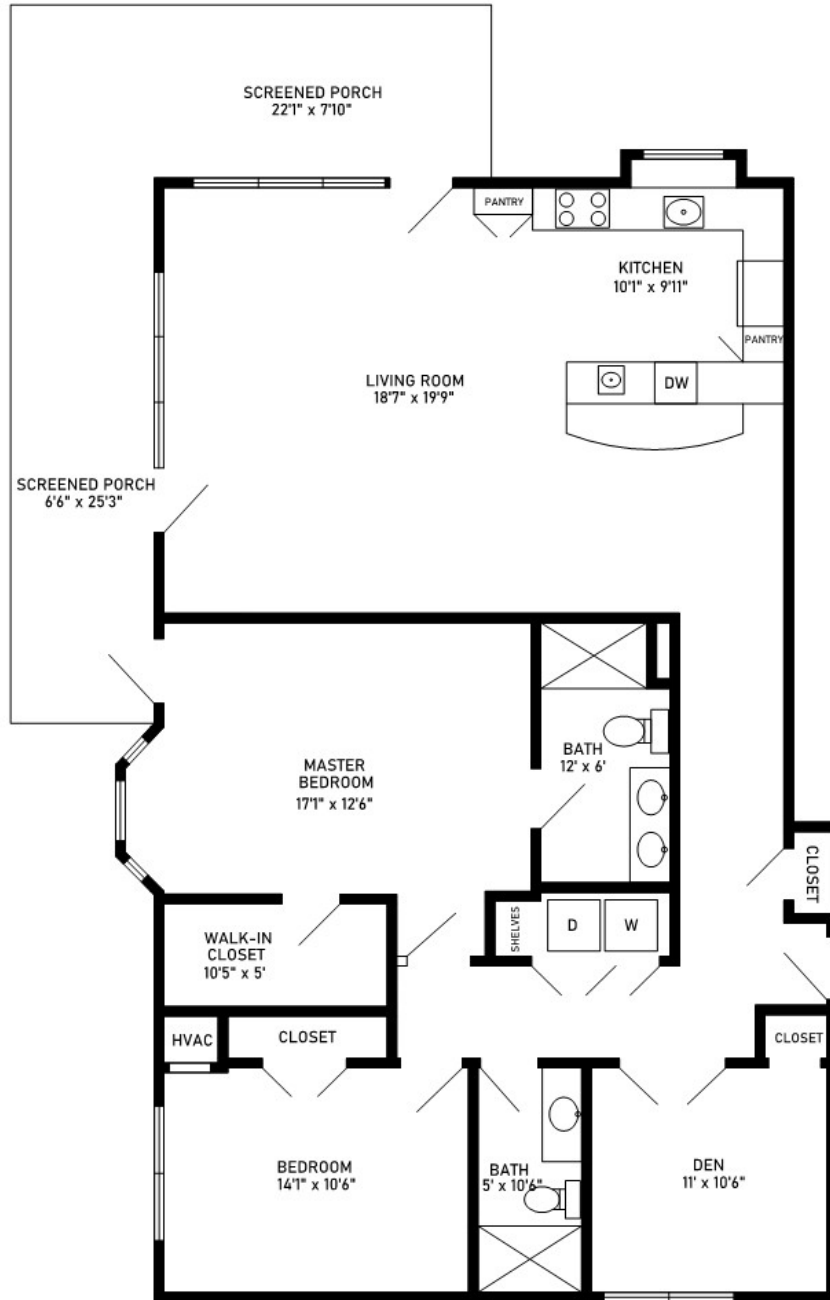 SCREENED PORCH
22'1" x 7'10"
PANTRY
KITCHEN
10'1" x 9'11"
PANTRY
LIVING ROOM
18'7" x 19'9"
DW
SCREENED PORCH
6'6" x 25'3"
BATH
12' x 6'
MASTER
BEDROOM
17'1" x 12'6"
CLOSET
SHELVES
D
W
WALK-IN
CLOSET
10'5" x 5'
HVAC
CLOSET
CLOSET
BEDROOM
14'1" x 10'6"
BATH
5' x 10'6"
DEN
11' x 10'6"